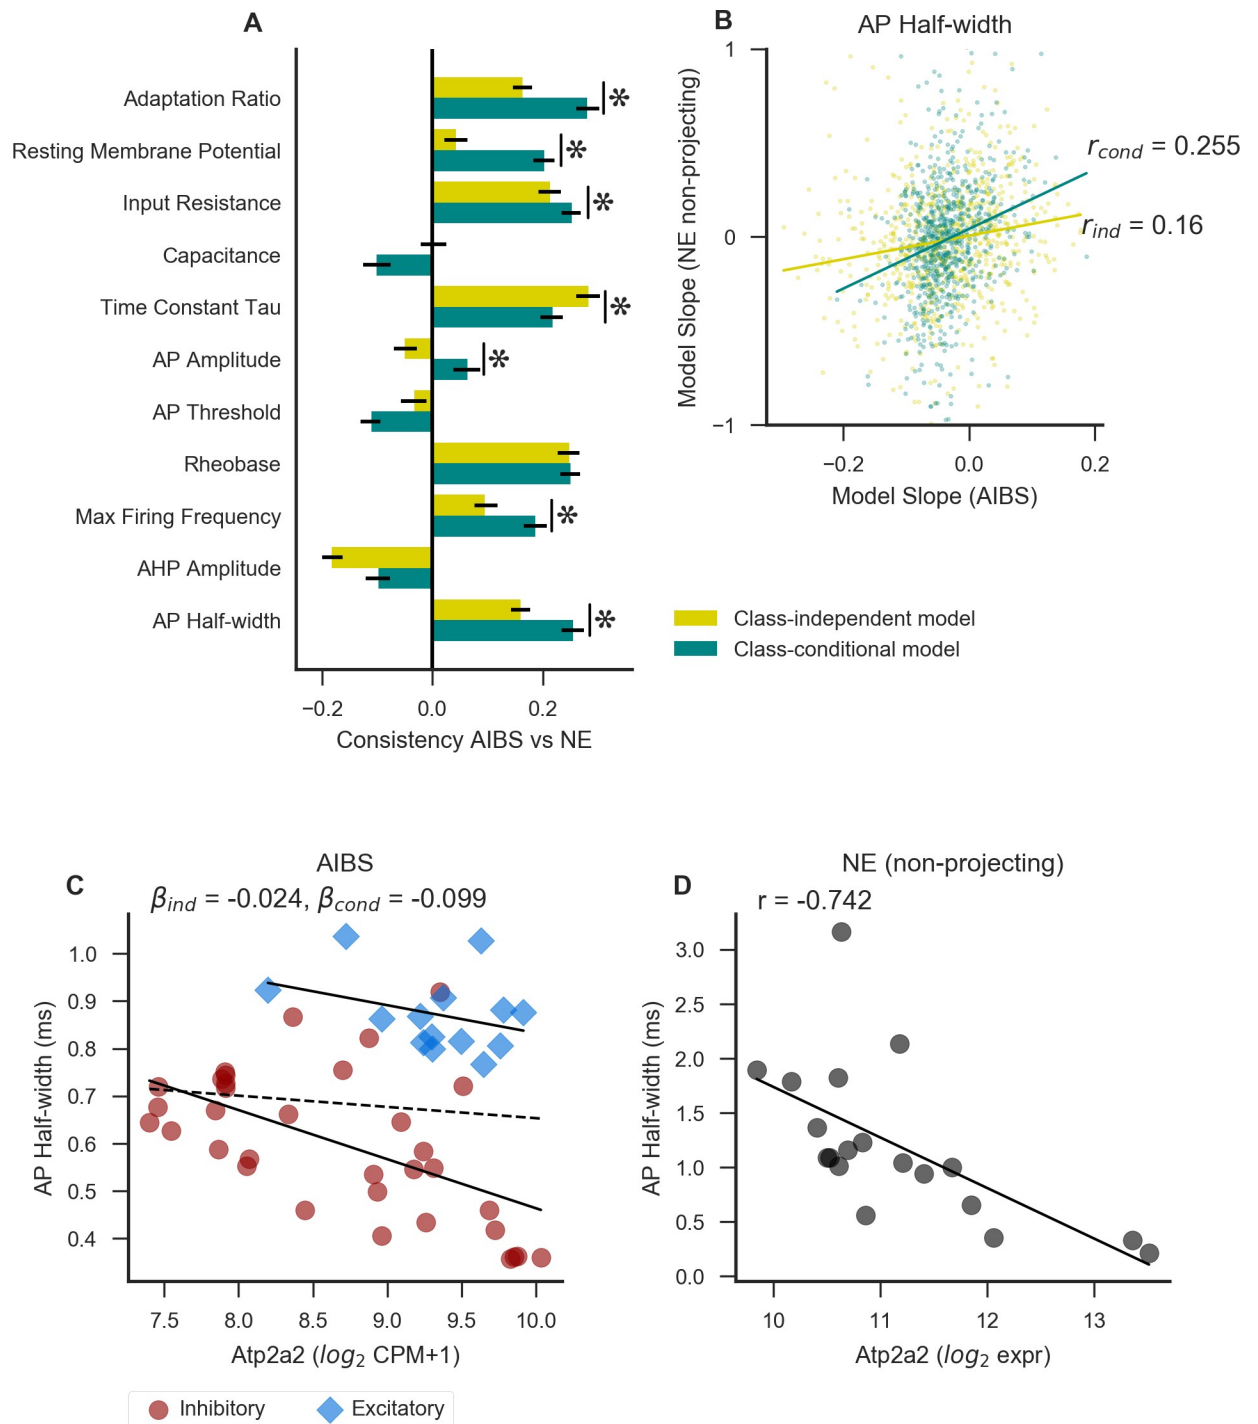 A
Adaptation Ratio
*
Resting Membrane Potential
*
Input Resistance
*
Capacitance
Time Constant Tau
*
AP Amplitude
*
AP Threshold
Rheobase
Max Firing Frequency
*
AHP Amplitude
AP Half-width
*
−0.2 0.0 0.2
Consistency AIBS vs NE
B
AP Half-width
1
0
−1
Model Slope (NE non-projecting)
r_cond = 0.255
r_ind = 0.16
−0.2 0.0 0.2
Model Slope (AIBS)
Class-independent model
Class-conditional model
C
AIBS
β_ind = -0.024, β_cond = -0.099
1.0
0.9
0.8
0.7
0.6
0.5
0.4
AP Half-width (ms)
7.5 8.0 8.5 9.0 9.5 10.0
Atp2a2 (log₂ CPM+1)
Inhibitory Excitatory
D
NE (non-projecting)
r = -0.742
3.0
2.5
2.0
1.5
1.0
0.5
0.0
AP Half-width (ms)
10 11 12 13
Atp2a2 (log₂ expr)